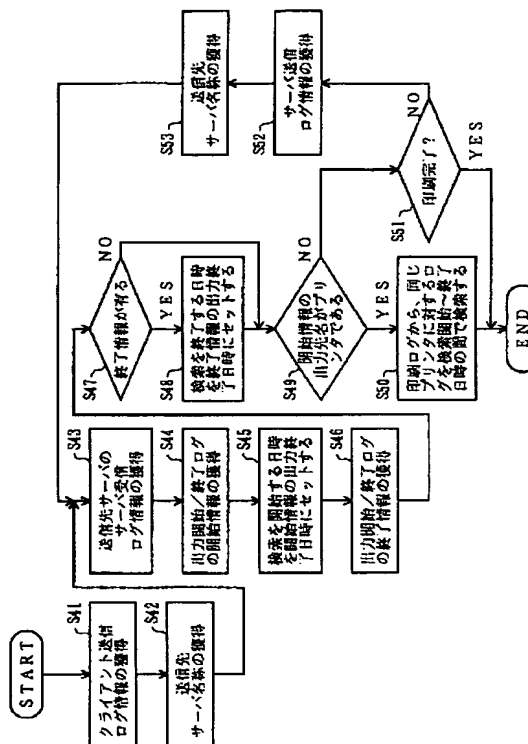 START
S41
クライアント送信
ログ情報の獲得
S42
送信先
サーバ名称の獲得
S43
送信先サーバの
サーバ受信
ログ情報の獲得
S44
出力開始/終了ログ
の開始情報の獲得
S45
検索を開始する日時
を開始情報の出力終
了日時にセットする
S46
出力開始/終了ログ
の終了情報の獲得
S47
終了情報が有る
NO
YES
S48
検索を終了する日時
を終了情報の出力終
了日時にセットする
S49
開始情報の
出力先名がプリ
ンタである
NO
YES
S50
印刷ログから、同じ
プリンタに対するロ
グを検索開始～終了
日時の間で検索する
S51
印刷完了?
NO
YES
S52
サーバ送信
ログ情報の獲得
S53
送信先
サーバ名称の獲得
END